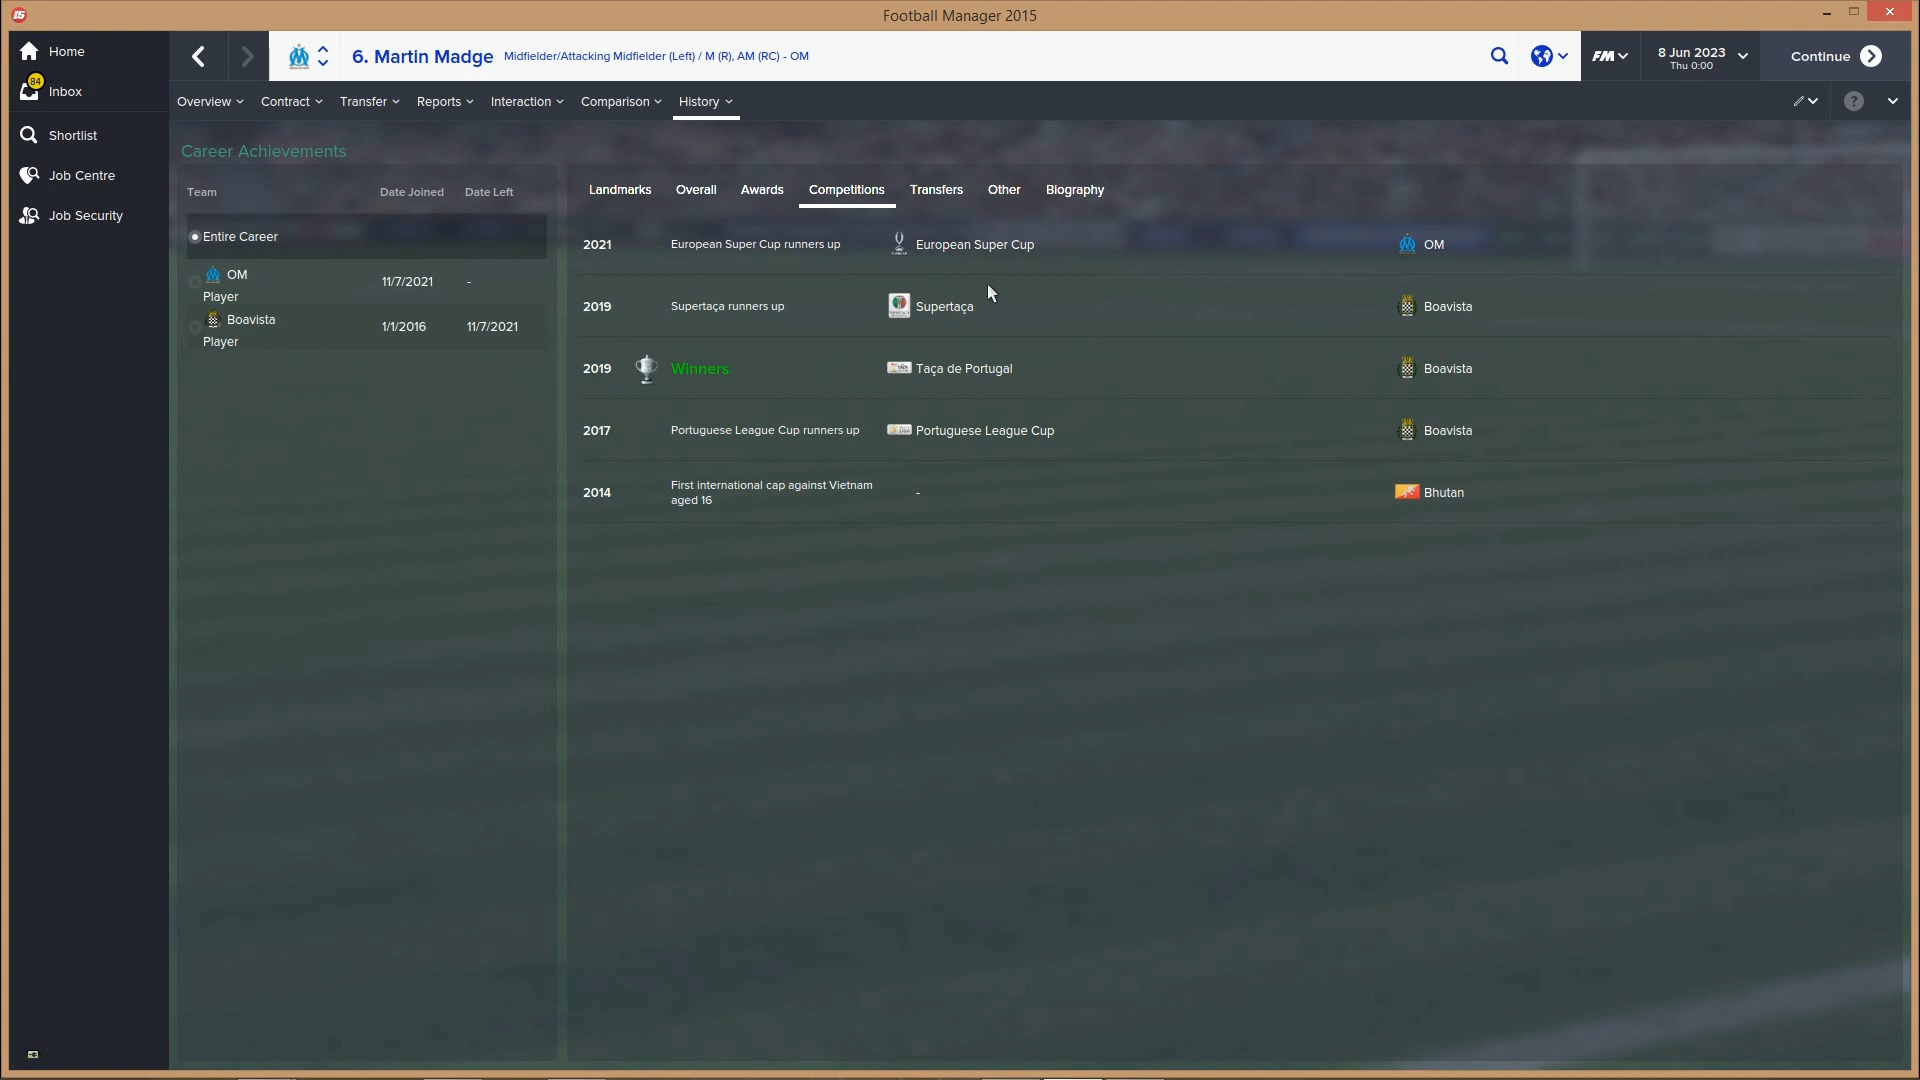 Football Manager 2015
Home
84
Inbox
Shortlist
Job Centre
Job Security
6. Martin Madge
Midfielder/Attacking Midfielder (Left) / M (R), AM (RC) - OM
FM
8 Jun 2023
Thu 0:00
Continue
Overview
Contract
Transfer
Reports
Interaction
Comparison
History
?
Career Achievements
Team Date Joined Date Left
Entire Career
OM
Player
11/7/2021 -
Boavista
Player
1/1/2016 11/7/2021
Landmarks Overall Awards Competitions Transfers Other Biography
2021 European Super Cup runners up European Super Cup OM
2019 Supertaça runners up Supertaça Boavista
2019 Winners Taça de Portugal Boavista
2017 Portuguese League Cup runners up Portuguese League Cup Boavista
2014 First international cap against Vietnam
aged 16
- Bhutan